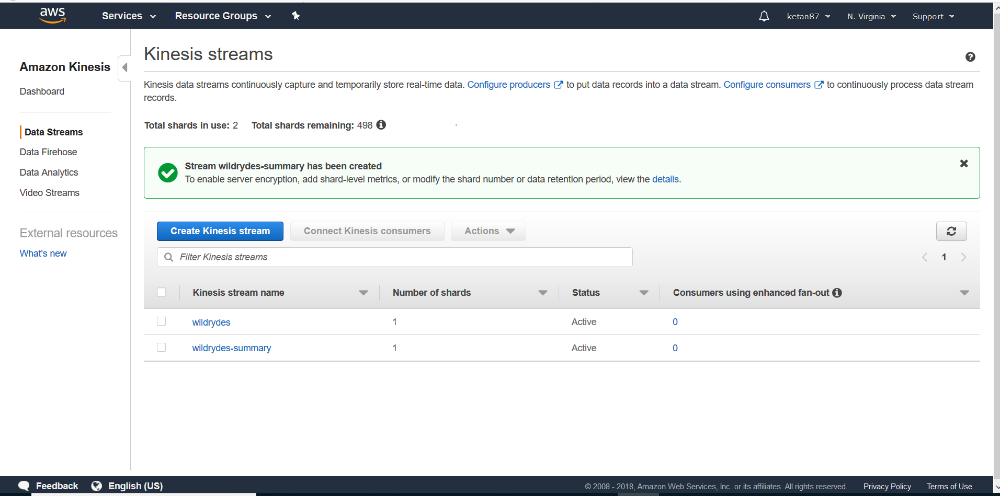 aws Services Resource Groups ketan87 N. Virginia Support
Amazon Kinesis
Dashboard
Data Streams
Data Firehose
Data Analytics
Video Streams
External resources
What's new
Kinesis streams
Kinesis data streams continuously capture and temporarily store real-time data. Configure producers to put data records into a data stream. Configure consumers to continuously process data stream
records.
Total shards in use: 2 Total shards remaining: 498
Stream wildrydes-summary has been created
To enable server encryption, add shard-level metrics, or modify the shard number or data retention period, view the details.
Create Kinesis stream Connect Kinesis consumers Actions
Filter Kinesis streams 1
Kinesis stream name Number of shards Status Consumers using enhanced fan-out
wildrydes 1 Active 0
wildrydes-summary 1 Active 0
Feedback English (US) © 2008 - 2018, Amazon Web Services, Inc. or its affiliates. All rights reserved. Privacy Policy Terms of Use